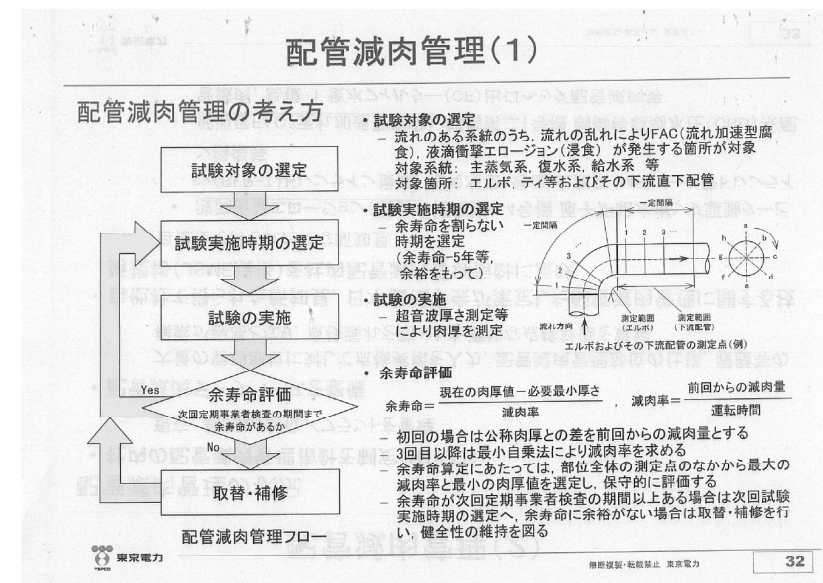 配管減肉管理(1)
配管減肉管理の考え方
試験対象の選定
試験実施時期の選定
試験の実施
Yes
余寿命評価
次回定期事業者検査の期間まで
余寿命があるか
No
取替・補修
配管減肉管理フロー
・試験対象の選定
– 流れのある系統のうち, 流れの乱れによりFAC(流れ加速型腐
食), 液滴衝撃エロージョン(浸食) が発生する箇所が対象
対象系統: 主蒸気系, 復水系, 給水系 等
対象箇所: エルボ, ティ等およびその下流直下配管
・試験実施時期の選定
– 余寿命を割らない
時期を選定
(余寿命-5年等,
余裕をもって)
・試験の実施
– 超音波厚さ測定等
により肉厚を測定
一定間隔
一定間隔
1 2 3 …
3
1
a
b
c
d
e
f
g
h
流れ方向
測定範囲
(エルボ)
測定範囲
(下流配管)
エルボおよびその下流配管の測定点(例)
・ 余寿命評価
余寿命= 現在の肉厚値-必要最小厚さ / 減肉率 , 減肉率= 前回からの減肉量 / 運転時間
– 初回の場合は公称肉厚との差を前回からの減肉量とする
– 3回目以降は最小自乗法により減肉率を求める
– 余寿命算定にあたっては, 部位全体の測定点のなかから最大の
減肉率と最小の肉厚値を選定し, 保守的に評価する
– 余寿命が次回定期事業者検査の期間以上ある場合は次回試験
実施時期の選定へ, 余寿命に余裕がない場合は取替・補修を行
い, 健全性の維持を図る
TEPCO 東京電力
無断複製・転載禁止 東京電力
32